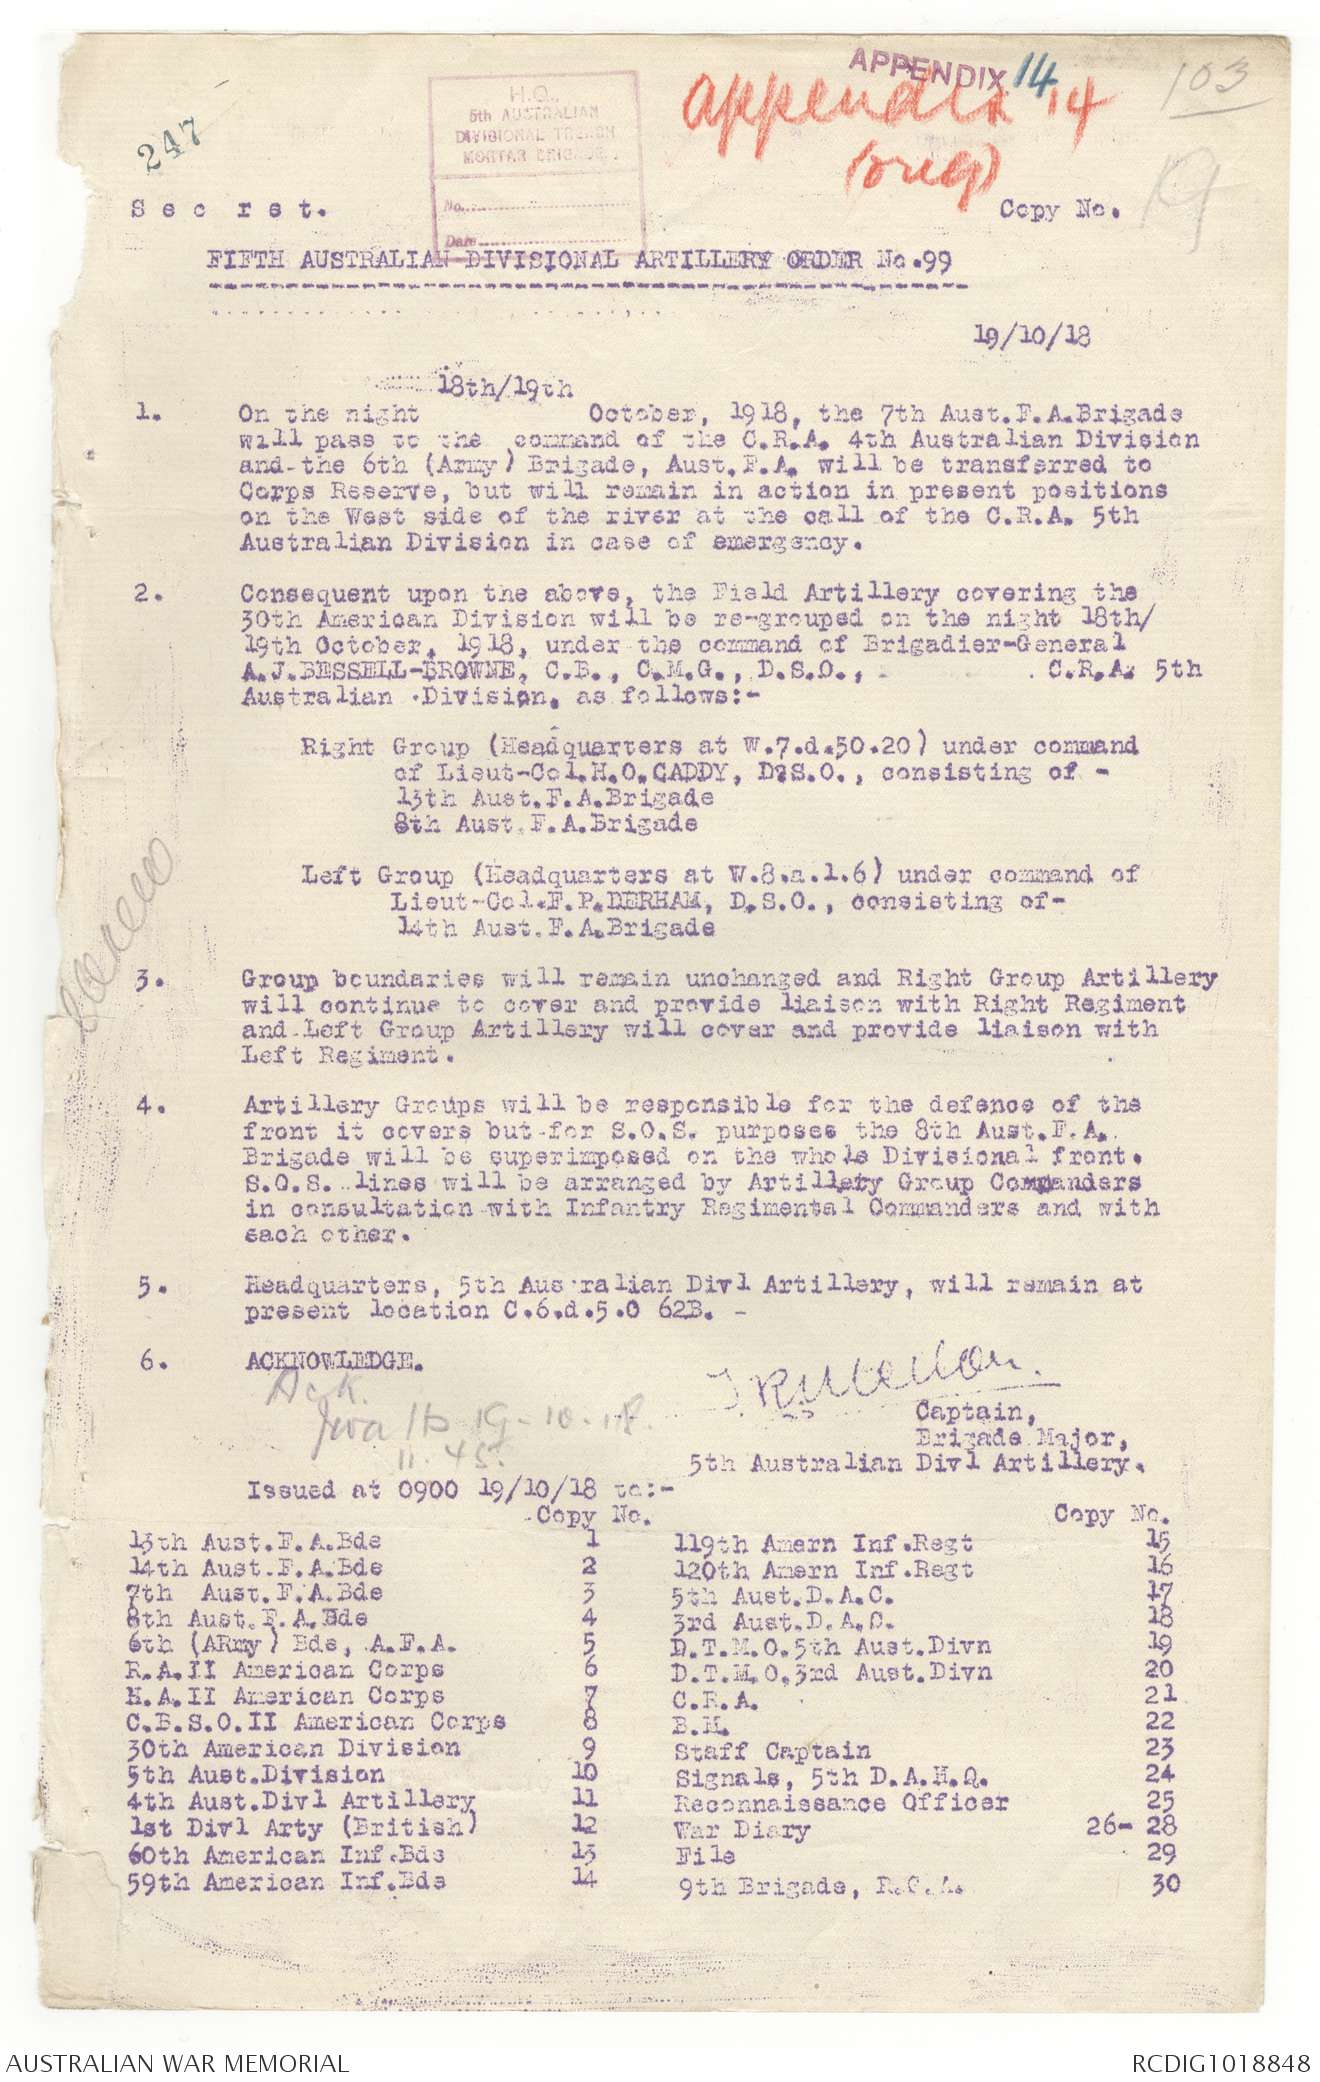 APPENDIX 14
appendix 14
(orig)
103
247
H.Q.,
5th AUSTRALIAN
DIVISIONAL TRENCH
MORTAR BRIGADE.
No.
Date
Secret.
Copy No. 19
FIFTH AUSTRALIAN DIVISIONAL ARTILLERY ORDER No.99
19/10/18
18th/19th
1. On the night October, 1918, the 7th Aust.F.A.Brigade
will pass to the command of the C.R.A. 4th Australian Division
and the 6th (Army) Brigade, Aust.F.A. will be transferred to
Corps Reserve, but will remain in action in present positions
on the West side of the river at the call of the C.R.A. 5th
Australian Division in case of emergency.
2. Consequent upon the above, the Field Artillery covering the
30th American Division will be re-grouped on the night 18th/
19th October, 1918, under the command of Brigadier-General
A.J.BESSELL-BROWNE, C.B., C.M.G., D.S.O., C.R.A. 5th
Australian Division, as follows:-
Right Group (Headquarters at W.7.d.50.20) under command
of Lieut-Col.H.O.CADDY, D.S.O., consisting of -
13th Aust.F.A.Brigade
8th Aust.F.A.Brigade
Left Group (Headquarters at W.8.a.1.6) under command of
Lieut-Col.F.P.DERHAM, D.S.O., consisting of-
14th Aust.F.A.Brigade
3. Group boundaries will remain unchanged and Right Group Artillery
will continue to cover and provide liaison with Right Regiment
and Left Group Artillery will cover and provide liaison with
Left Regiment.
4. Artillery Groups will be responsible for the defence of the
front it covers but for S.O.S. purposes the 8th Aust.F.A.
Brigade will be superimposed on the whole Divisional front.
S.O.S. lines will be arranged by Artillery Group Commanders
in consultation with Infantry Regimental Commanders and with
each other.
5. Headquarters, 5th Australian Divl Artillery, will remain at
present location C.6.d.5.0 62B. -
6. ACKNOWLEDGE.
Ack.
19-10-18.
11.45.
Captain,
Brigade Major,
5th Australian Divl Artillery.
Issued at 0900 19/10/18 to:-
Copy No. Copy No.
13th Aust.F.A.Bde 1 119th Amern Inf.Regt 15
14th Aust.F.A.Bde 2 120th Amern Inf.Regt 16
7th Aust.F.A.Bde 3 5th Aust.D.A.C. 17
8th Aust.F.A.Bde 4 3rd Aust.D.A.C. 18
6th (ARmy) Bde, A.F.A. 5 D.T.M.O.5th Aust.Divn 19
R.A.II American Corps 6 D.T.M.O.3rd Aust.Divn 20
H.A.II American Corps 7 C.R.A. 21
C.B.S.O.II American Corps 8 B.M. 22
30th American Division 9 Staff Captain 23
5th Aust.Division 10 Signals, 5th D.A.H.Q. 24
4th Aust.Divl Artillery 11 Reconnaissance Officer 25
1st Divl Arty (British) 12 War Diary 26- 28
60th American Inf.Bde 13 File 29
59th American Inf.Bde 14 9th Brigade, R.G.A. 30
AUSTRALIAN WAR MEMORIAL
RCDIG1018848